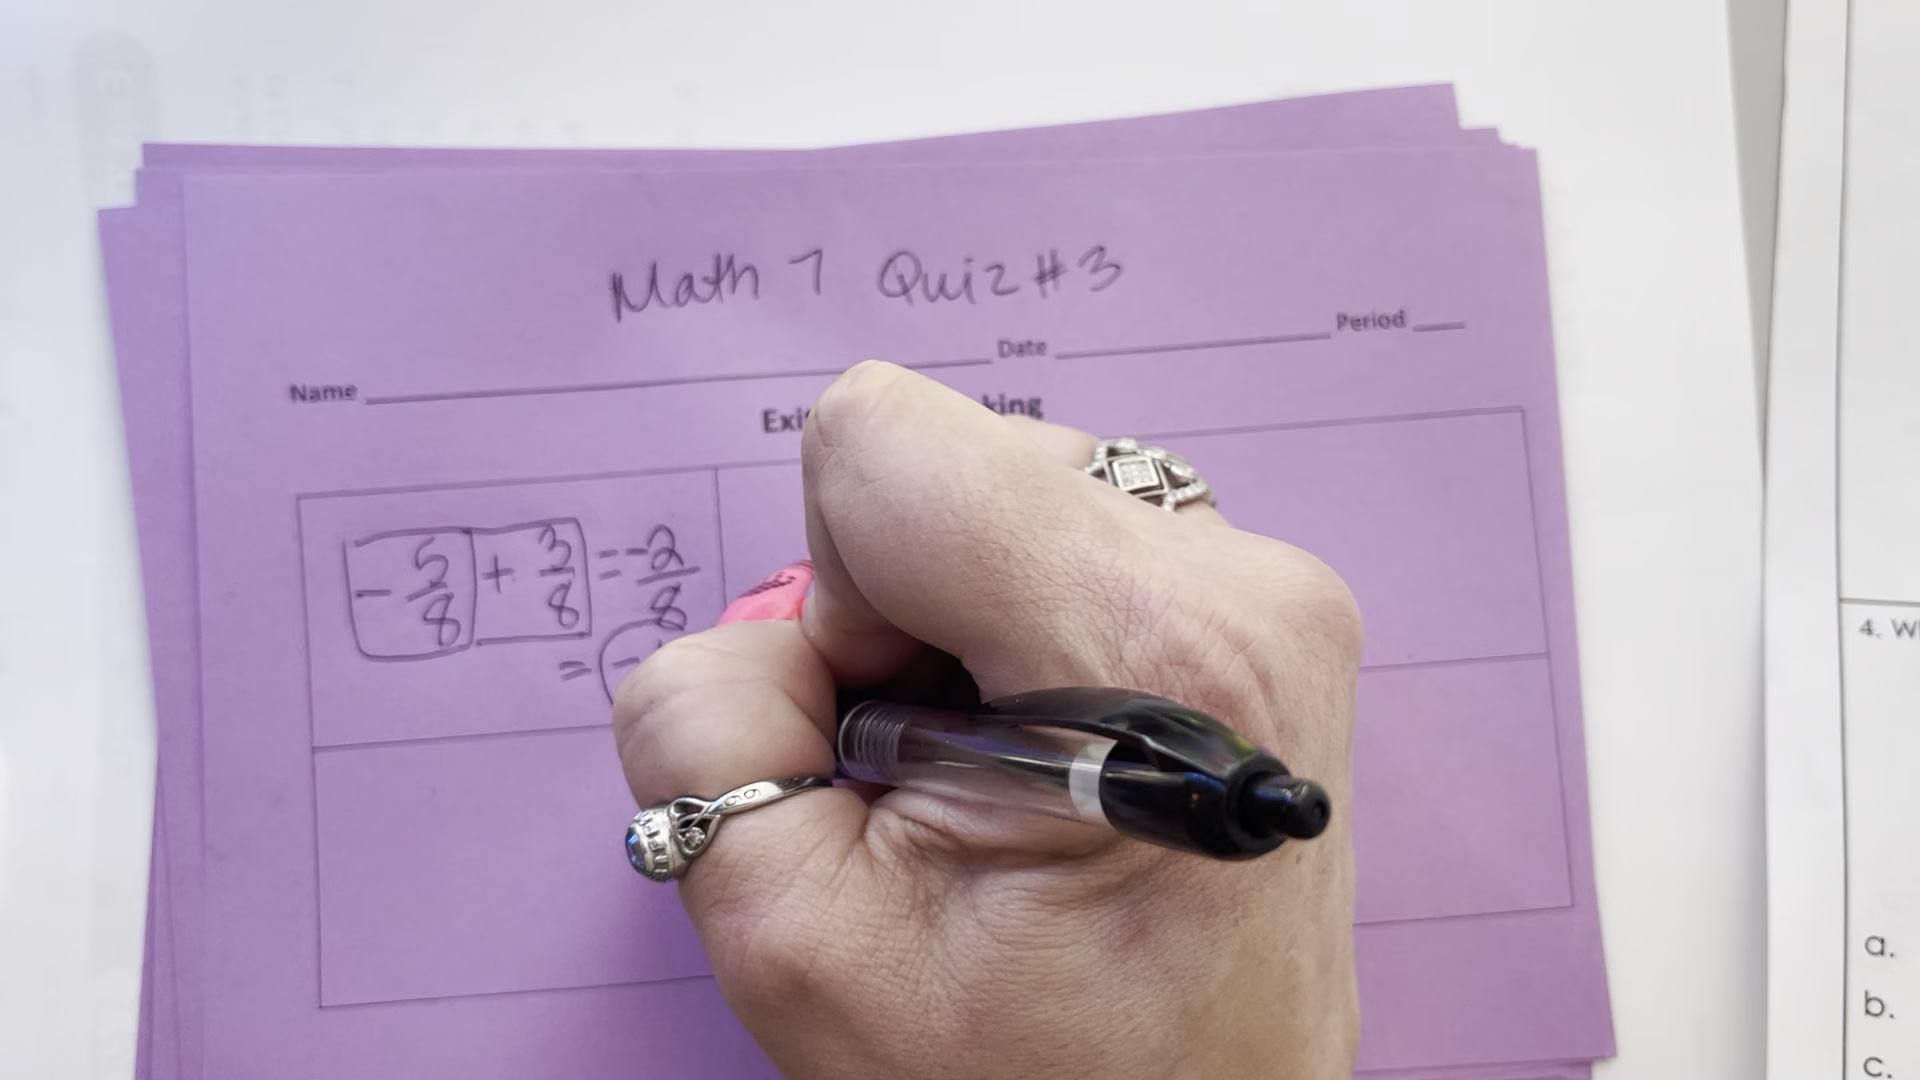 Math 7 Quiz #3
Name Date Period
- 5/8 + 3/8 = -2/8
=
4.
a.
b.
c.